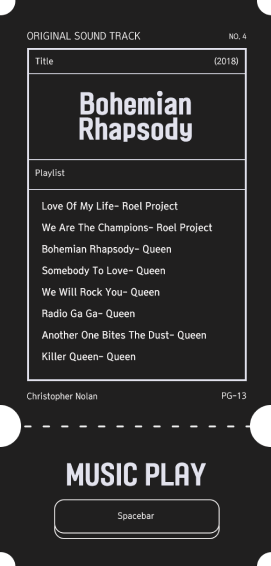 ORIGINAL SOUND TRACK NO, 4
Title (2018)
Bohemian
Rhapsody
Playlist
Love Of My Life- Roel Project
We Are The Champions- Roel Project
Bohemian Rhapsody- Queen
Somebody To Love- Queen
We Will Rock You- Queen
Radio Ga Ga- Queen
Another One Bites The Dust- Queen
Killer Queen- Queen
Christopher Nolan PG-13
MUSIC PLAY
Spacebar